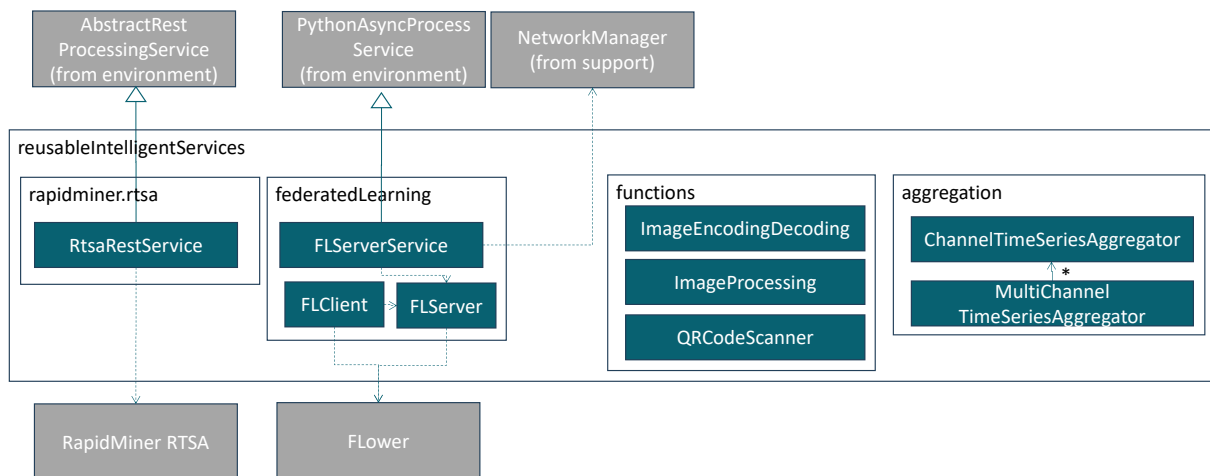 AbstractRest
ProcessingService
(from environment)
PythonAsyncProcess
Service
(from environment)
NetworkManager
(from support)
reusableIntelligentServices
rapidminer.rtsa
RtsaRestService
federatedLearning
FLServerService
FLClient
FLServer
functions
ImageEncodingDecoding
ImageProcessing
QRCodeScanner
aggregation
ChannelTimeSeriesAggregator
*
MultiChannel
TimeSeriesAggregator
RapidMiner RTSA
FLower